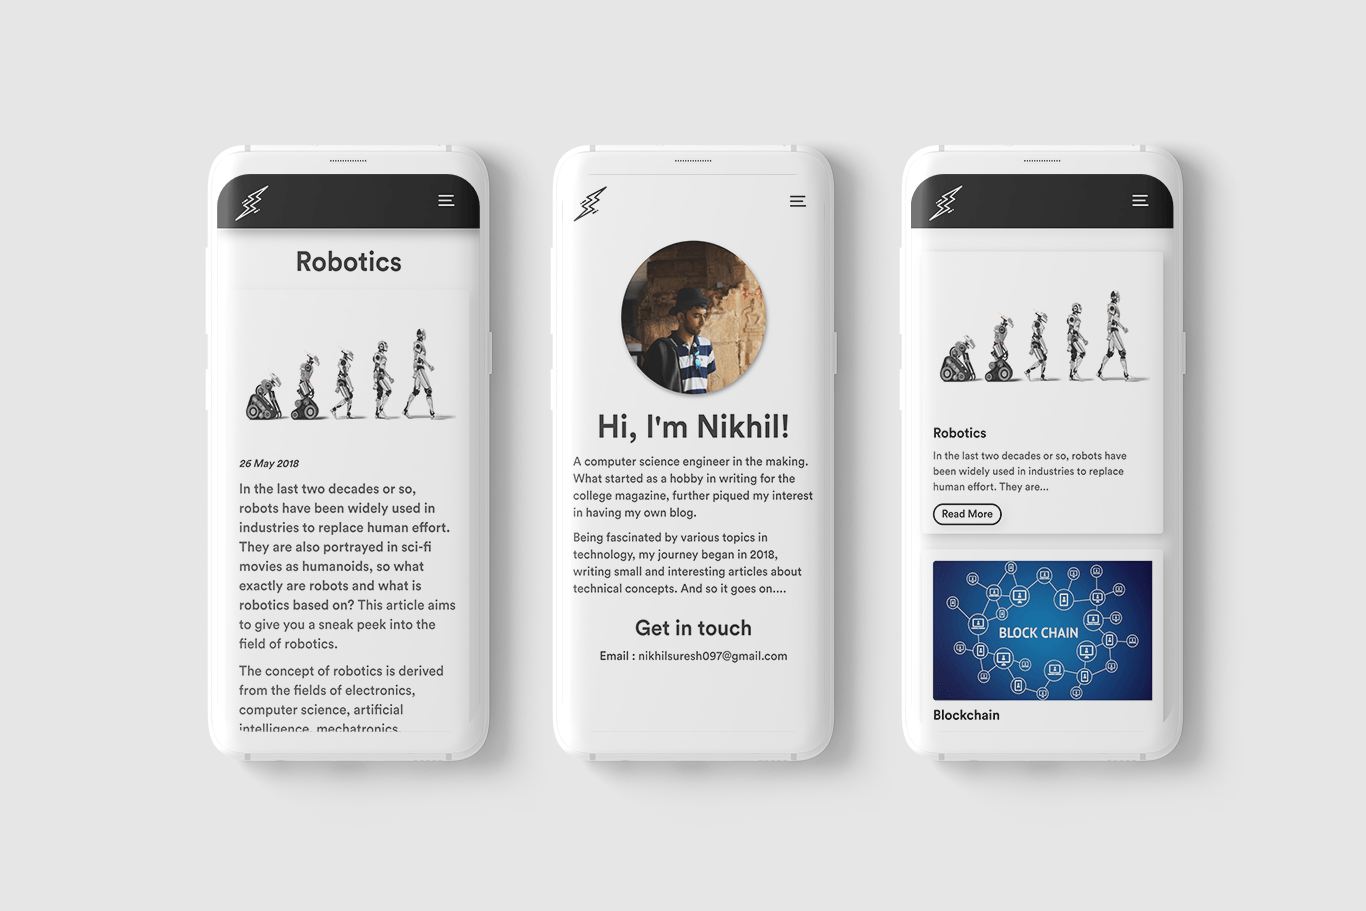 Robotics
26 May 2018
In the last two decades or so,
robots have been widely used in
industries to replace human effort.
They are also portrayed in sci-fi
movies as humanoids, so what
exactly are robots and what is
robotics based on? This article aims
to give you a sneak peek into the
field of robotics.
The concept of robotics is derived
from the fields of electronics,
computer science, artificial
intelligence, mechatronics,
Hi, I'm Nikhil!
A computer science engineer in the making.
What started as a hobby in writing for the
college magazine, further piqued my interest
in having my own blog.
Being fascinated by various topics in
technology, my journey began in 2018,
writing small and interesting articles about
technical concepts. And so it goes on....
Get in touch
Email : nikhilsuresh097@gmail.com
Robotics
In the last two decades or so, robots have
been widely used in industries to replace
human effort. They are...
Read More
BLOCK CHAIN
Blockchain